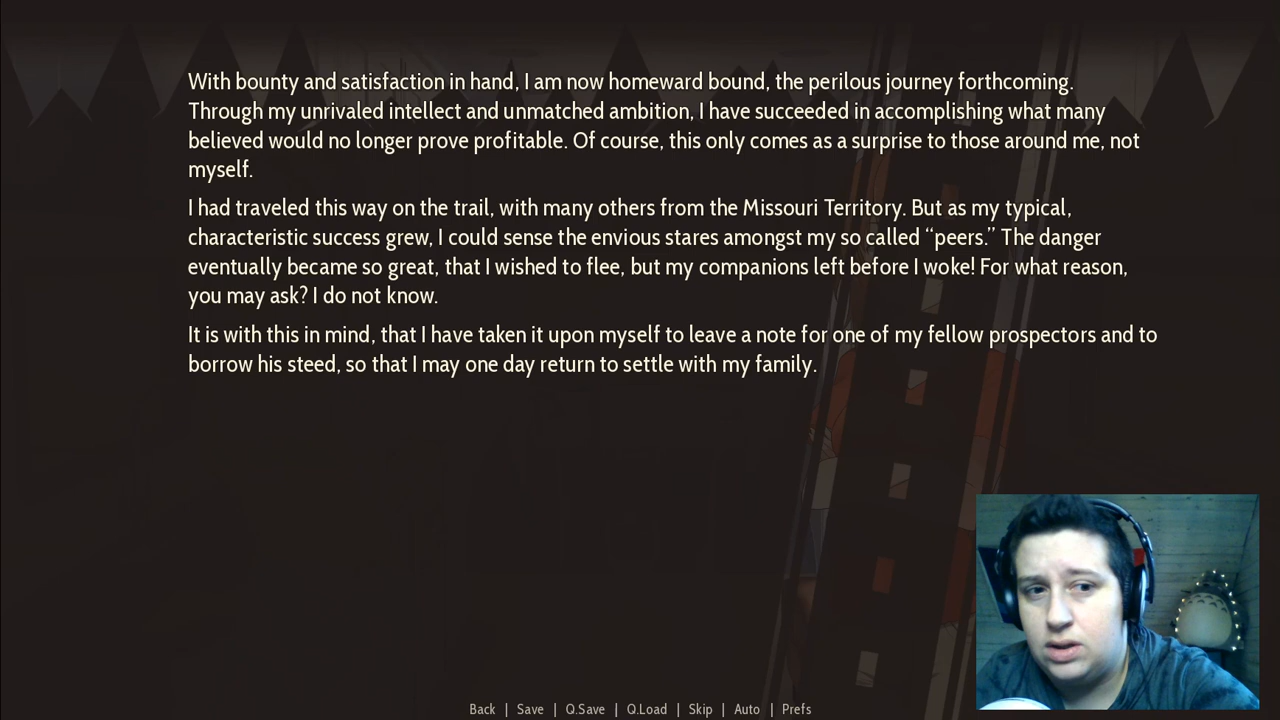 With bounty and satisfaction in hand, I am now homeward bound, the perilous journey forthcoming.
Through my unrivaled intellect and unmatched ambition, I have succeeded in accomplishing what many
believed would no longer prove profitable. Of course, this only comes as a surprise to those around me, not
myself.
I had traveled this way on the trail, with many others from the Missouri Territory. But as my typical,
characteristic success grew, I could sense the envious stares amongst my so called “peers.” The danger
eventually became so great, that I wished to flee, but my companions left before I woke! For what reason,
you may ask? I do not know.
It is with this in mind, that I have taken it upon myself to leave a note for one of my fellow prospectors and to
borrow his steed, so that I may one day return to settle with my family.
Back | Save | Q.Save | Q.Load | Skip | Auto | Prefs